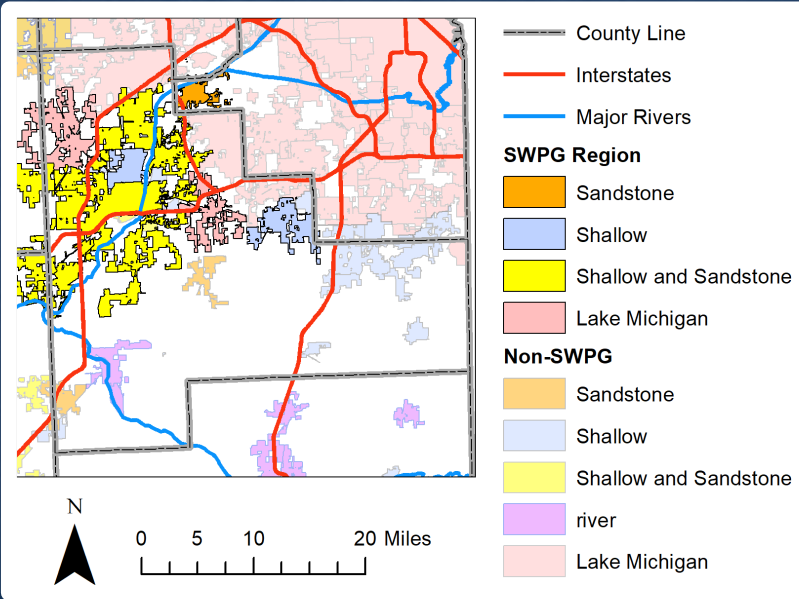 County Line
Interstates
Major Rivers
SWPG Region
Sandstone
Shallow
Shallow and Sandstone
Lake Michigan
Non-SWPG
Sandstone
Shallow
Shallow and Sandstone
river
Lake Michigan
N
0 5 10 20 Miles